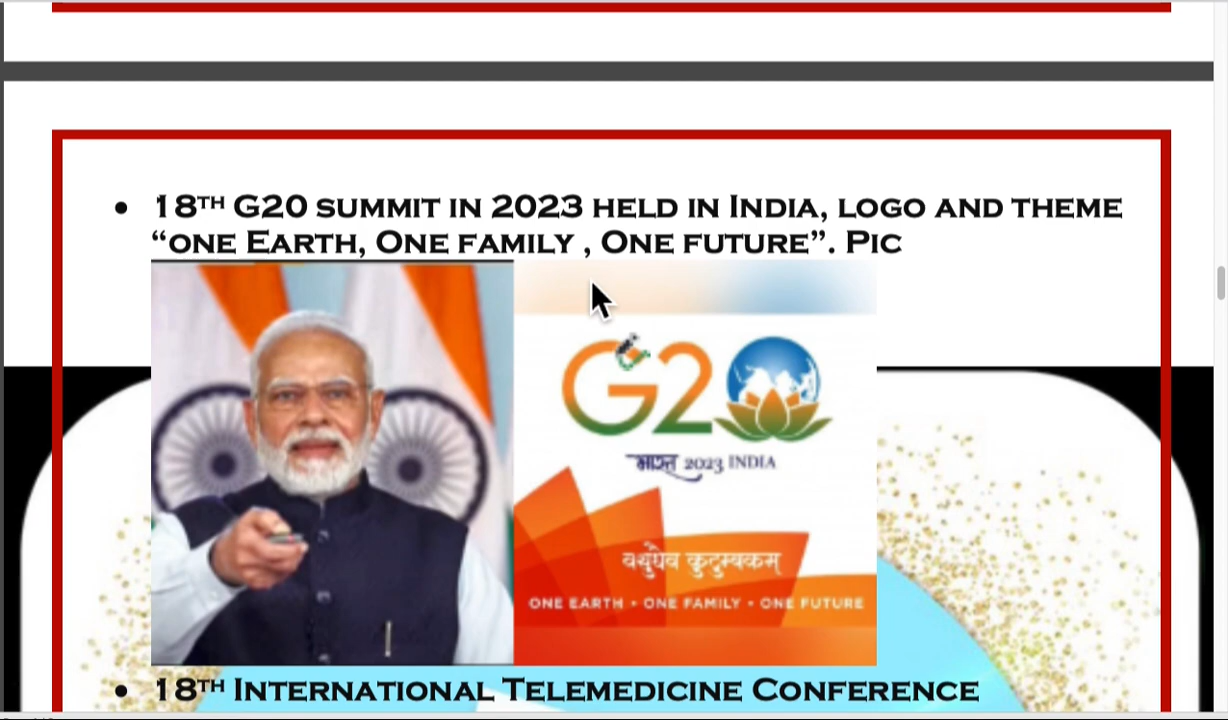 • 18TH G20 SUMMIT IN 2023 HELD IN INDIA, LOGO AND THEME
“ONE EARTH, ONE FAMILY , ONE FUTURE”. PIC
G20
भारत 2023 INDIA
वसुधैव कुटुम्बकम्
ONE EARTH • ONE FAMILY • ONE FUTURE
• 18TH INTERNATIONAL TELEMEDICINE CONFERENCE